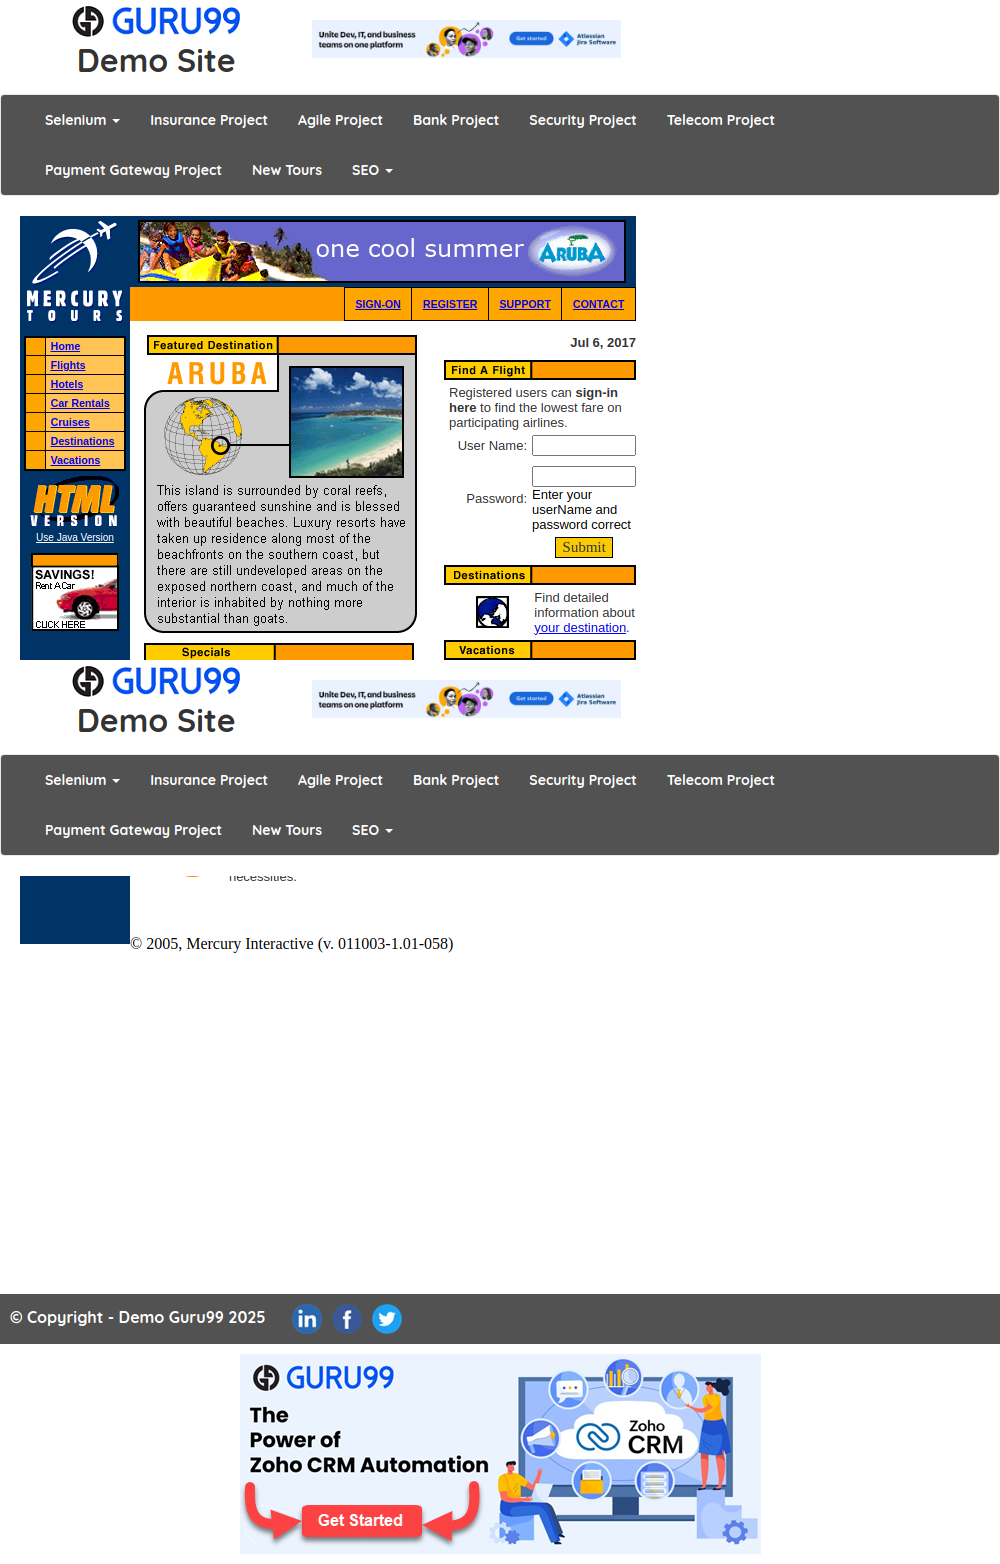 GURU99
Demo Site
Unite Dev, IT, and business
teams on one platform
Get started
Atlassian
Jira Software
Selenium
Insurance Project
Agile Project
Bank Project
Security Project
Telecom Project
Payment Gateway Project
New Tours
SEO
one cool summer
ARUBA
MERCURY
TOURS
SIGN-ON
REGISTER
SUPPORT
CONTACT
Home
Flights
Hotels
Car Rentals
Cruises
Destinations
Vacations
HTML
VERSION
Use Java Version
SAVINGS!
Rent A Car
CLICK HERE
Featured Destination
ARUBA
This island is surrounded by coral reefs,
offers guaranteed sunshine and is blessed
with beautiful beaches. Luxury resorts have
taken up residence along most of the
beachfronts on the southern coast, but
there are still undeveloped areas on the
exposed northern coast, and much of the
interior is inhabited by nothing more
substantial than goats.
Specials
Jul 6, 2017
Find A Flight
Registered users can sign-in
here to find the lowest fare on
participating airlines.
User Name:
Password:
Enter your
userName and
password correct
Submit
Destinations
Find detailed
information about
your destination.
Vacations
GURU99
Demo Site
Unite Dev, IT, and business
teams on one platform
Get started
Atlassian
Jira Software
Selenium
Insurance Project
Agile Project
Bank Project
Security Project
Telecom Project
Payment Gateway Project
New Tours
SEO
necessities.
© 2005, Mercury Interactive (v. 011003-1.01-058)
© Copyright - Demo Guru99 2025
in
f
GURU99
The
Power of
Zoho CRM Automation
Get Started
Zoho
CRM